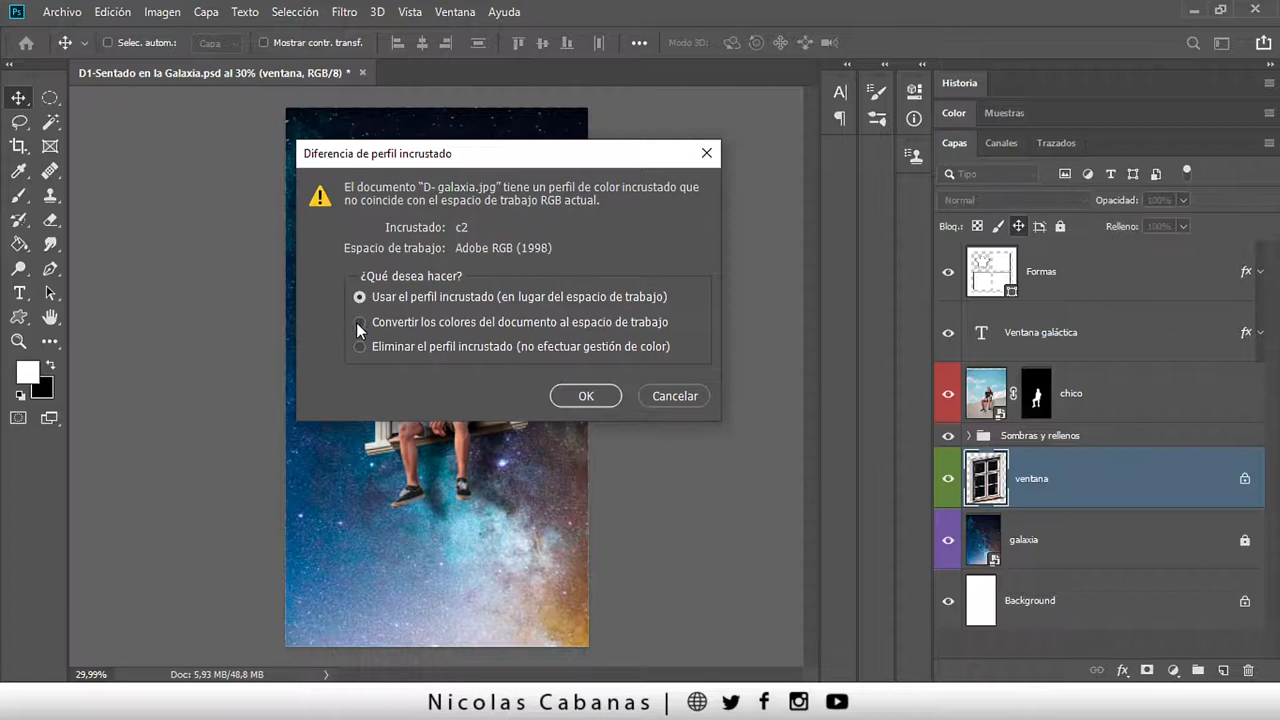 Ps Archivo Edición Imagen Capa Texto Selección Filtro 3D Vista Ventana Ayuda
Selec. autom.: Capa Mostrar contr. transf. Modo 3D:
D1-Sentado en la Galaxia.psd al 30% (ventana, RGB/8) *
Diferencia de perfil incrustado
El documento “D- galaxia.jpg” tiene un perfil de color incrustado que
no coincide con el espacio de trabajo RGB actual.
Incrustado: c2
Espacio de trabajo: Adobe RGB (1998)
¿Qué desea hacer?
Usar el perfil incrustado (en lugar del espacio de trabajo)
Convertir los colores del documento al espacio de trabajo
Eliminar el perfil incrustado (no efectuar gestión de color)
OK Cancelar
Historia
Color Muestras
Capas Canales Trazados
Tipo
Normal Opacidad: 100%
Bloq.: Relleno: 100%
Formas fx
T Ventana galáctica fx
chico
Sombras y rellenos
ventana
galaxia
Background
29,99% Doc: 5,93 MB/48,8 MB
fx
Nicolas Cabanas |